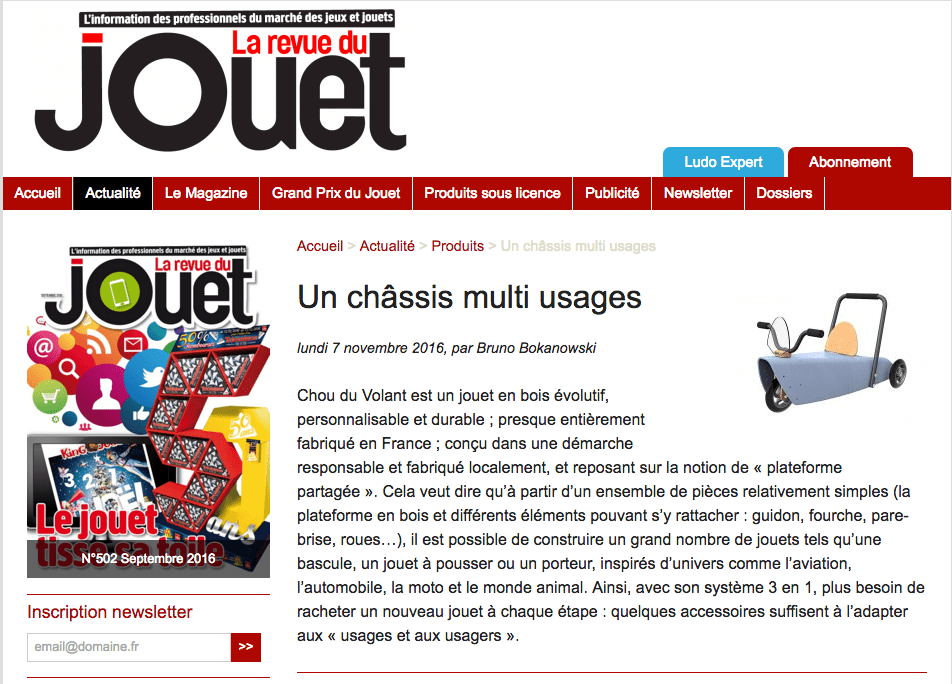 L'information des professionnels du marché des jeux et jouets
La revue du
jouet
Ludo Expert
Abonnement
Accueil
Actualité
Le Magazine
Grand Prix du Jouet
Produits sous licence
Publicité
Newsletter
Dossiers
L'information des professionnels du marché des jeux et jouets
La revue du
jouet
50
ans
Le jouet
tisse sa toile
N°502 Septembre 2016
Inscription newsletter
email@domaine.fr
>>
Accueil > Actualité > Produits > Un châssis multi usages
Un châssis multi usages
lundi 7 novembre 2016, par Bruno Bokanowski
Chou du Volant est un jouet en bois évolutif,
personnalisable et durable ; presque entièrement
fabriqué en France ; conçu dans une démarche
responsable et fabriqué localement, et reposant sur la notion de « plateforme
partagée ». Cela veut dire qu’à partir d’un ensemble de pièces relativement simples (la
plateforme en bois et différents éléments pouvant s’y rattacher : guidon, fourche, pare-
brise, roues…), il est possible de construire un grand nombre de jouets tels qu’une
bascule, un jouet à pousser ou un porteur, inspirés d’univers comme l’aviation,
l’automobile, la moto et le monde animal. Ainsi, avec son système 3 en 1, plus besoin de
racheter un nouveau jouet à chaque étape : quelques accessoires suffisent à l’adapter
aux « usages et aux usagers ».